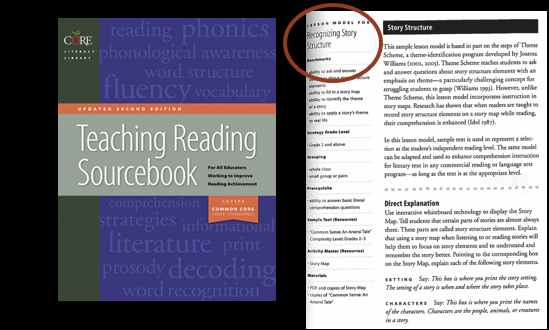 CORE
LITERACY
LIBRARY
reading phonics
phonological awareness
word structure
fluency vocabulary
UPDATED SECOND EDITION
Teaching Reading
Sourcebook
For All Educators
Working to Improve
Reading Achievement
COVERS
COMMON CORE
STATE STANDARDS
comprehension
strategies informational
literature print
prosody decoding
word recognition
LESSON MODEL FOR
Recognizing Story
Structure
Benchmarks
ability to ask and answer
questions about story structure
elements
ability to fill in a story map
ability to identify the theme
of a story
ability to apply a story's theme
to real life
Strategy Grade Level
Grade 2 and above
Grouping
whole class
small group or pairs
Prerequisite
ability to answer basic literal
comprehension questions
Sample Text (Resources)
"Common Sense: An Anansi Tale"
Complexity Level: Grades 2–3
Activity Master (Resources)
Story Map
Materials
PDF and copies of Story Map
copies of "Common Sense: An
Anansi Tale"
Story Structure
This sample lesson model is based in part on the steps of Theme
Scheme, a theme-identification program developed by Joanna
Williams (2002, 2005). Theme Scheme teaches students to ask
and answer questions about story structure elements with an
emphasis on theme—a particularly challenging concept for
struggling students to grasp (Williams 1993). However, unlike
Theme Scheme, this lesson model incorporates instruction in
story maps. Research has shown that when readers are taught to
record story structure elements on a story map while reading,
their comprehension is enhanced (Idol 1987).
In this lesson model, sample text is used to represent a selec-
tion at the student's independent reading level. The same model
can be adapted and used to enhance comprehension instruction
for literary text in any commercial reading or language arts
program—as long as the text is at the appropriate level.
Direct Explanation
Use interactive whiteboard technology to display the Story
Map. Tell students that certain parts of stories are almost always
there. These parts are called story structure elements. Explain
that using a story map when listening to or reading stories will
help them to focus on story elements and to understand and
remember the story better. Pointing to the corresponding box
on the Story Map, explain each of the following story elements.
SETTING Say: This is where you print the story setting.
The setting of a story is when and where the story takes place.
CHARACTERS Say: This is where you print the names
of the characters. Characters are the people, animals, or creatures
in a story.